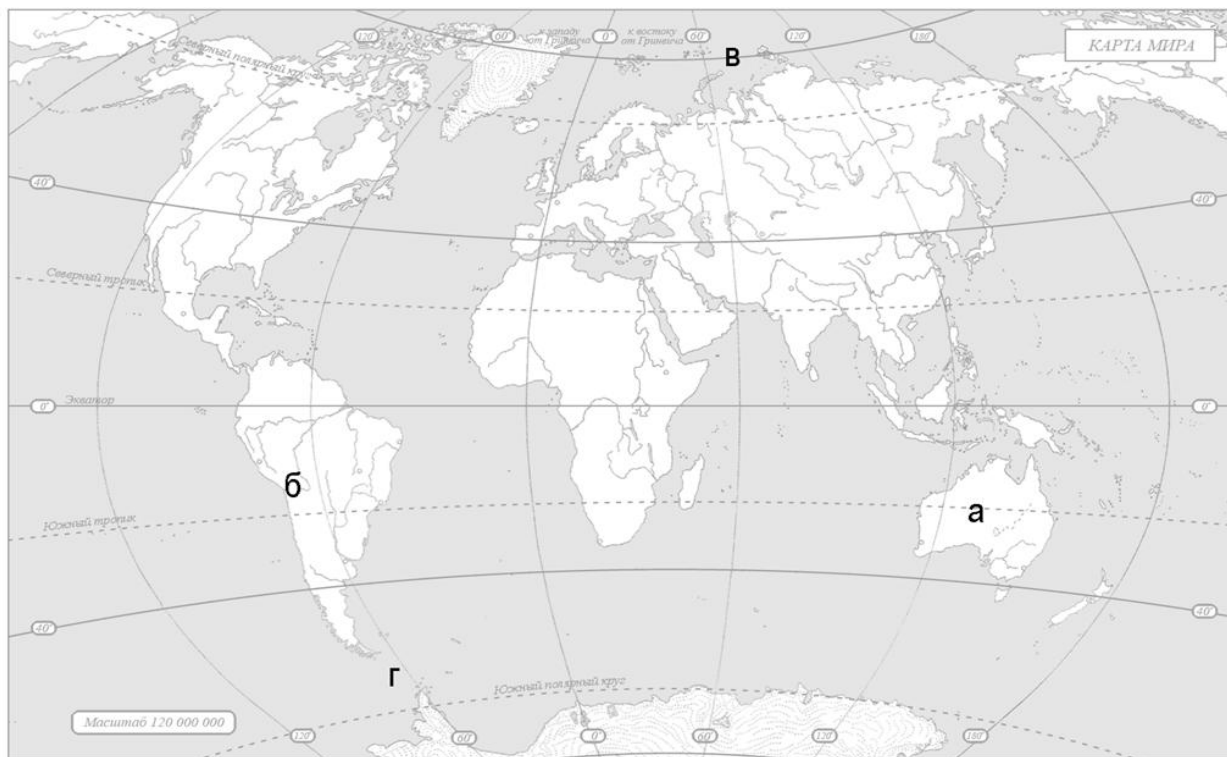 120° 60° к западу от Гринвича 0° к востоку от Гринвича 60° 120° 180°
КАРТА МИРА
Северный полярный круг
в
40° 40°
Северный тропик
0° Экватор 0°
б
а
Южный тропик
40° 40°
г
Южный полярный круг
Масштаб 120 000 000
120° 60° 0° 60° 120° 180°